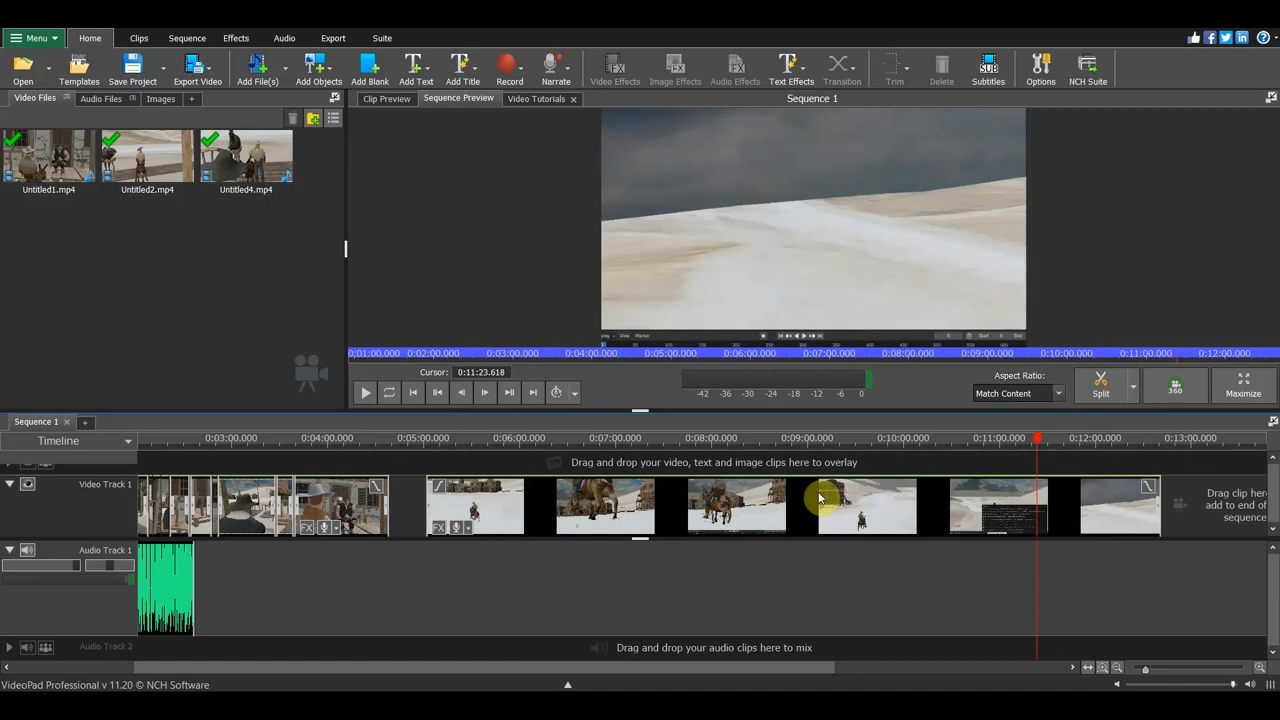 Menu Home Clips Sequence Effects Audio Export Suite
Open Templates Save Project Export Video Add File(s) Add Objects Add Blank Add Text Add Title Record Narrate Video Effects Image Effects Audio Effects Text Effects Transition Trim Delete Subtitles Options NCH Suite
Video Files (3) Audio Files (3) Images + Clip Preview Sequence Preview Video Tutorials × Sequence 1
Untitled1.mp4 Untitled2.mp4 Untitled4.mp4
View Marker 0 Start End
0;01:00.000 0:02:00.000 0:03:00.000 0:04:00.000 0:05:00.000 0:06:00.000 0:07:00.000 0:08:00.000 0:09:00.000 0:10:00.000 0:11:00.000 0:12:00.000
Cursor: 0:11:23.618
-42 -36 -30 -24 -18 -12 -6 0
Aspect Ratio:
Match Content
Split 360 Maximize
Sequence 1 × +
Timeline 0:03:00.000 0:04:00.000 0:05:00.000 0:06:00.000 0:07:00.000 0:08:00.000 0:09:00.000 0:10:00.000 0:11:00.000 0:12:00.000 0:13:00.000
Drag and drop your video, text and image clips here to overlay
Video Track 1
FX FX
Drag clip her
add to end of
sequence
Audio Track 1
Audio Track 2 Drag and drop your audio clips here to mix
VideoPad Professional v 11.20 © NCH Software